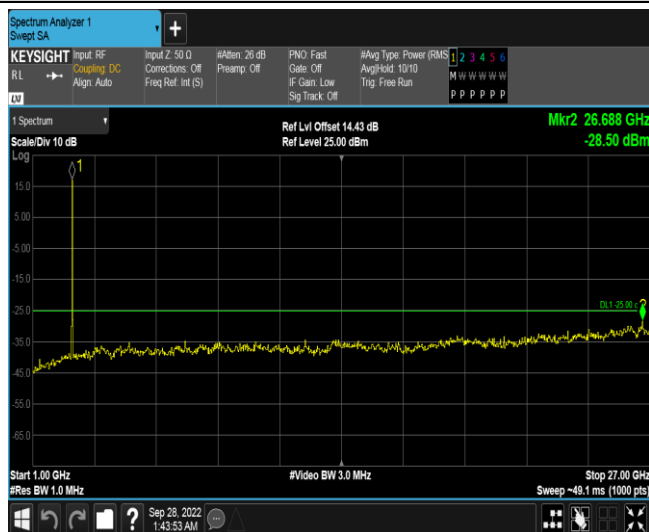 Spectrum Analyzer 1
Swept SA
+
KEYSIGHT
RL
LXI
Input: RF
Coupling: DC
Align: Auto
Input Z: 50 Ω
Corrections: Off
Freq Ref: Int (S)
#Atten: 26 dB
Preamp: Off
PNO: Fast
Gate: Off
IF Gain: Low
Sig Track: Off
#Avg Type: Power (RMS
Avg|Hold: 10/10
Trig: Free Run
1 2 3 4 5 6
M W W W W W
P P P P P P
1 Spectrum
Scale/Div 10 dB
Ref Lvl Offset 14.43 dB
Ref Level 25.00 dBm
Mkr2 26.688 GHz
-28.50 dBm
Log
1
15.0
5.00
-5.00
-15.0
-25.0
DL1 -25.00 c
2
-35.0
-45.0
-55.0
-65.0
Start 1.00 GHz
#Video BW 3.0 MHz
Stop 27.00 GHz
#Res BW 1.0 MHz
Sweep ~49.1 ms (1000 pts)
?
Sep 28, 2022
1:43:53 AM